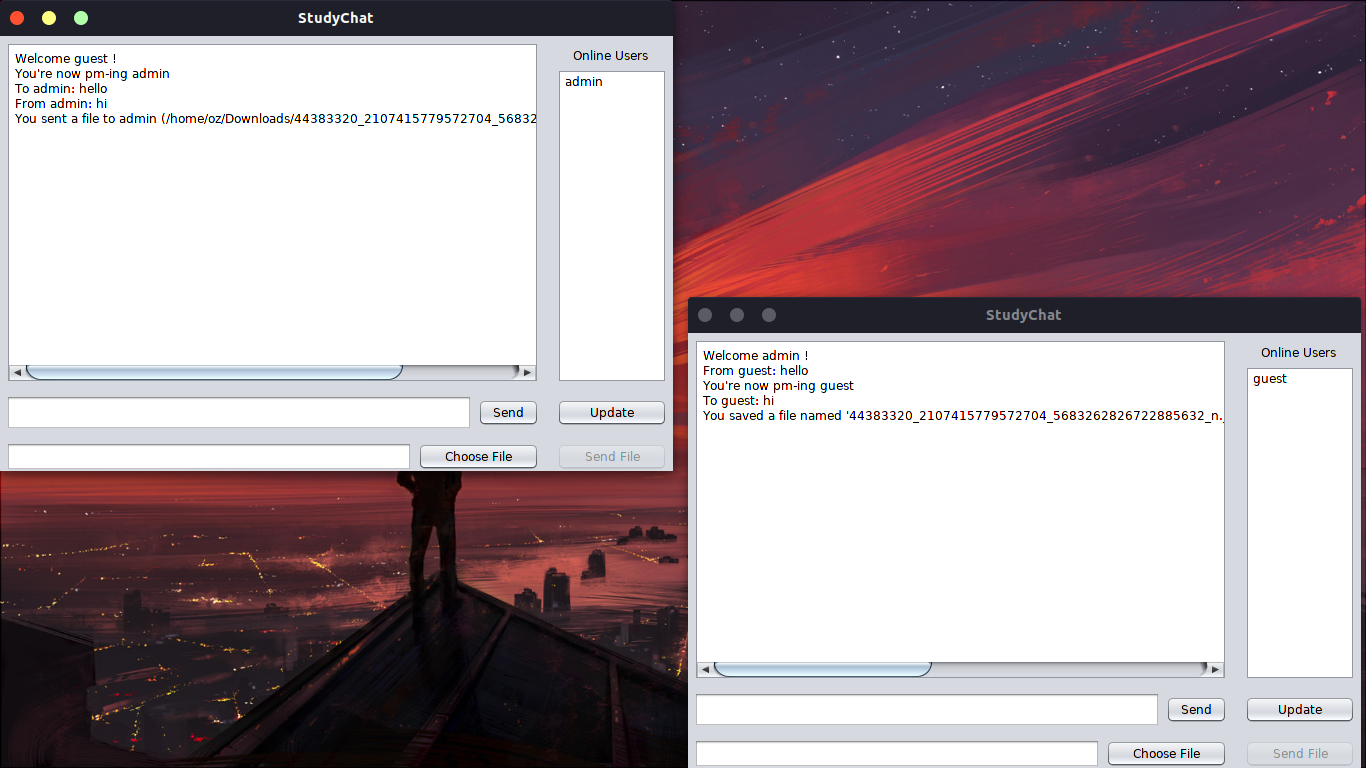 StudyChat
Welcome guest !
You're now pm-ing admin
To admin: hello
From admin: hi
You sent a file to admin (/home/oz/Downloads/44383320_2107415779572704_56832
Online Users
admin
Send
Update
Choose File
Send File
StudyChat
Welcome admin !
From guest: hello
You're now pm-ing guest
To guest: hi
You saved a file named '44383320_2107415779572704_5683262826722885632_n.
Online Users
guest
Send
Update
Choose File
Send File